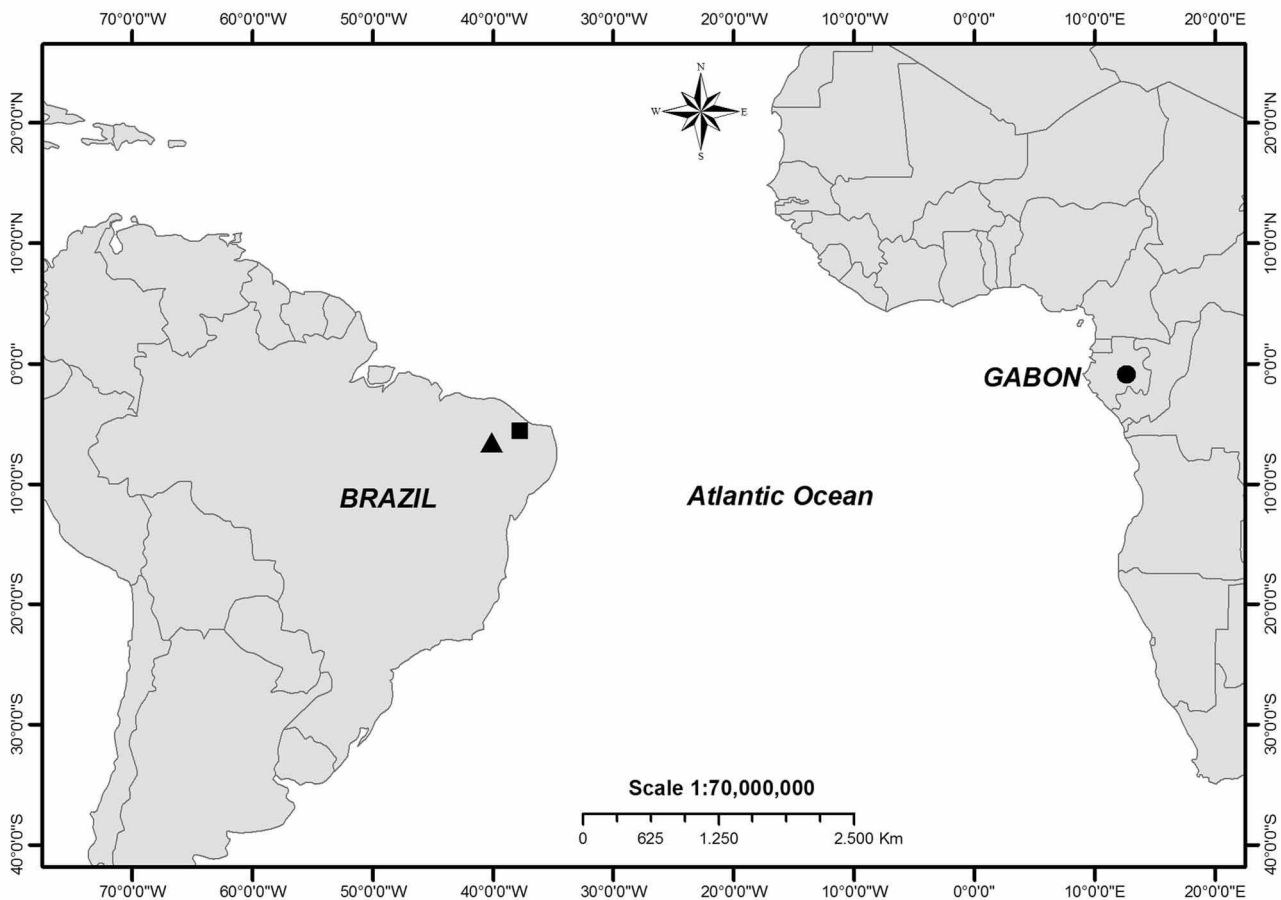 70°0'0"W 60°0'0"W 50°0'0"W 40°0'0"W 30°0'0"W 20°0'0"W 10°0'0"W 0°0'0" 10°0'0"E 20°0'0"E
N
W E
S
20°0'0"N 20°0'0"N
10°0'0"N 10°0'0"N
0°0'0" 0°0'0"
GABON
10°0'0"S 10°0'0"S
BRAZIL Atlantic Ocean
20°0'0"S 20°0'0"S
30°0'0"S 30°0'0"S
Scale 1:70,000,000
0 625 1.250 2.500 Km
40°0'0"S 40°0'0"S
70°0'0"W 60°0'0"W 50°0'0"W 40°0'0"W 30°0'0"W 20°0'0"W 10°0'0"W 0°0'0" 10°0'0"E 20°0'0"E